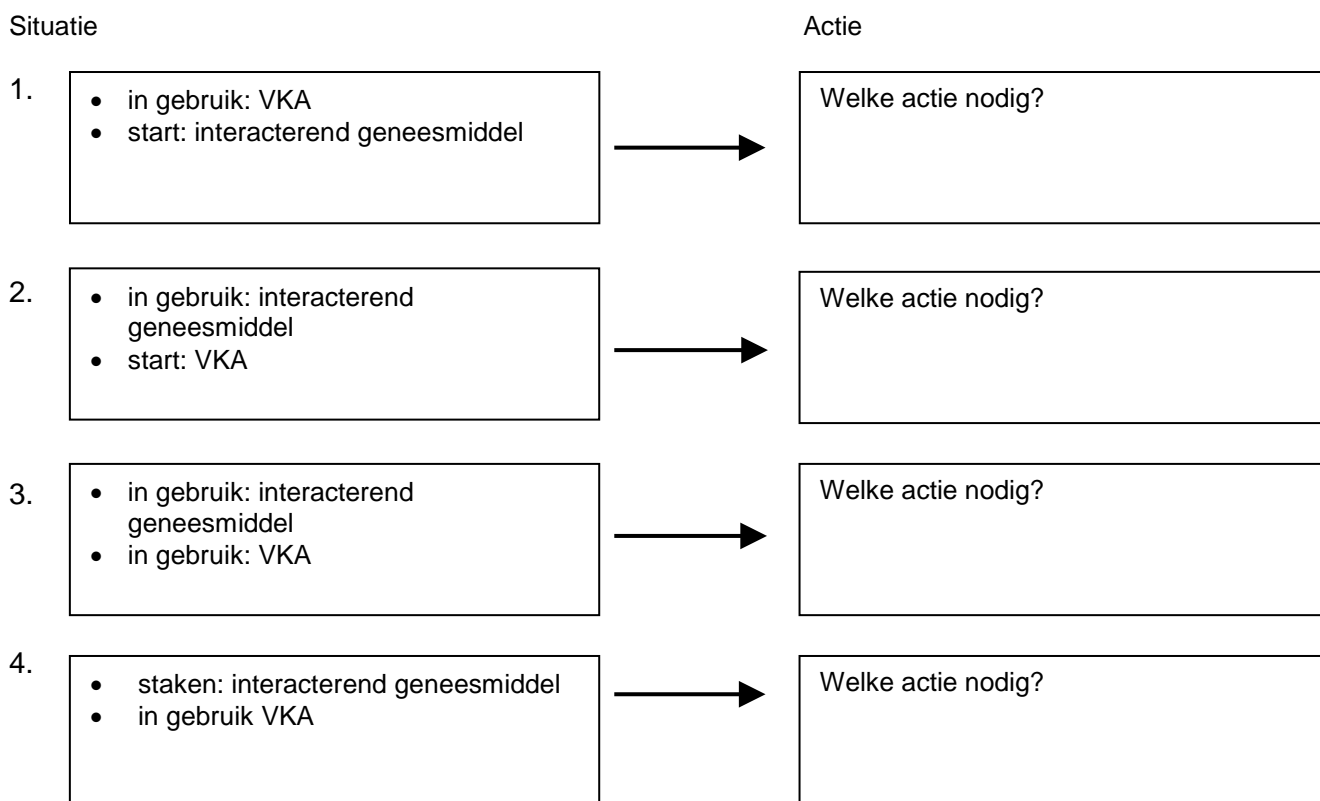 Situatie Actie
1.
• in gebruik: VKA
• start: interacterend geneesmiddel
Welke actie nodig?
2.
• in gebruik: interacterend
geneesmiddel
• start: VKA
Welke actie nodig?
3.
• in gebruik: interacterend
geneesmiddel
• in gebruik: VKA
Welke actie nodig?
4.
• staken: interacterend geneesmiddel
• in gebruik VKA
Welke actie nodig?